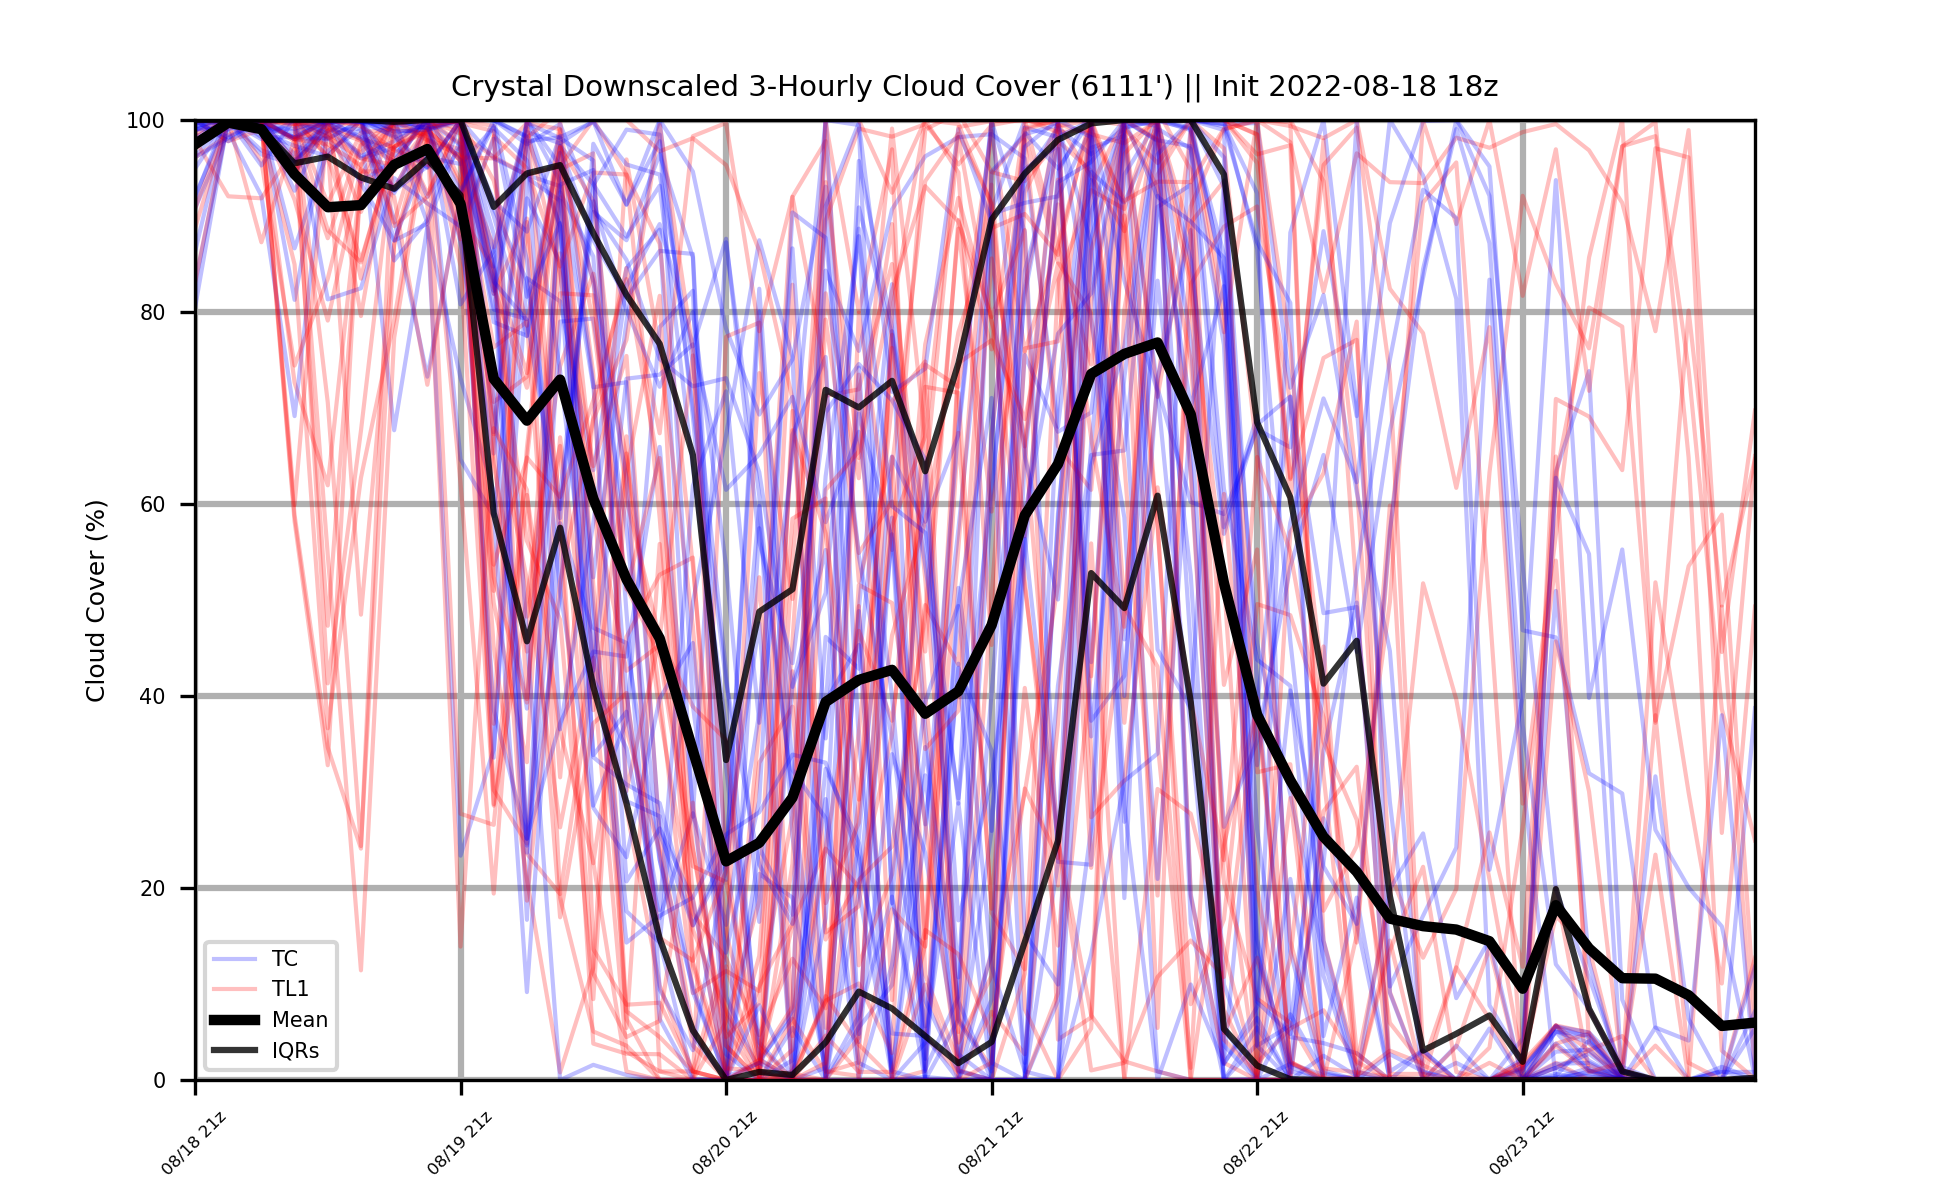 Crystal Downscaled 3-Hourly Cloud Cover (6111') || Init 2022-08-18 18z
Cloud Cover (%)
100
80
60
40
20
0
TC
TL1
Mean
IQRs
08/18 21z
08/19 21z
08/20 21z
08/21 21z
08/22 21z
08/23 21z